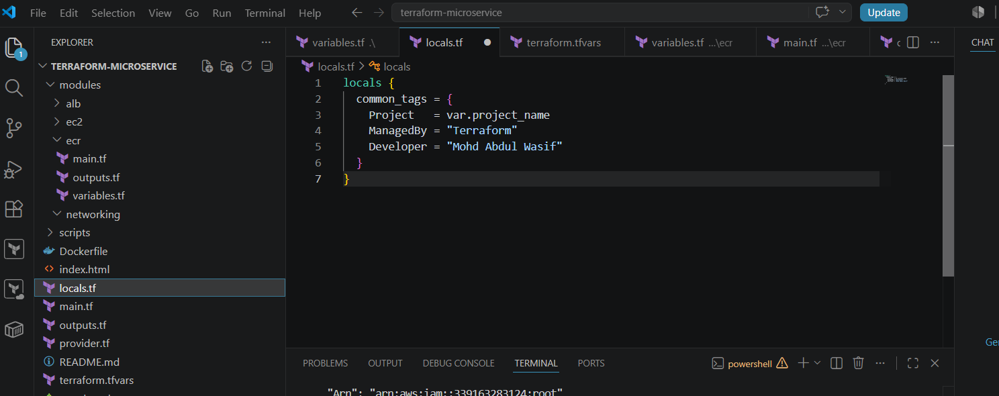 File Edit Selection View Go Run Terminal Help
terraform-microservice
Update
EXPLORER
1
TERRAFORM-MICROSERVICE
modules
alb
ec2
ecr
main.tf
outputs.tf
variables.tf
networking
scripts
Dockerfile
index.html
locals.tf
main.tf
outputs.tf
provider.tf
README.md
terraform.tfvars
variables.tf .\
locals.tf
terraform.tfvars
variables.tf ...\ecr
main.tf ...\ecr
CHAT
locals.tf > locals
1 locals {
2 common_tags = {
3 Project = var.project_name
4 ManagedBy = "Terraform"
5 Developer = "Mohd Abdul Wasif"
6 }
7 }
PROBLEMS OUTPUT DEBUG CONSOLE TERMINAL PORTS
powershell
"Arn": "arn:aws:iam::339163283124:root"